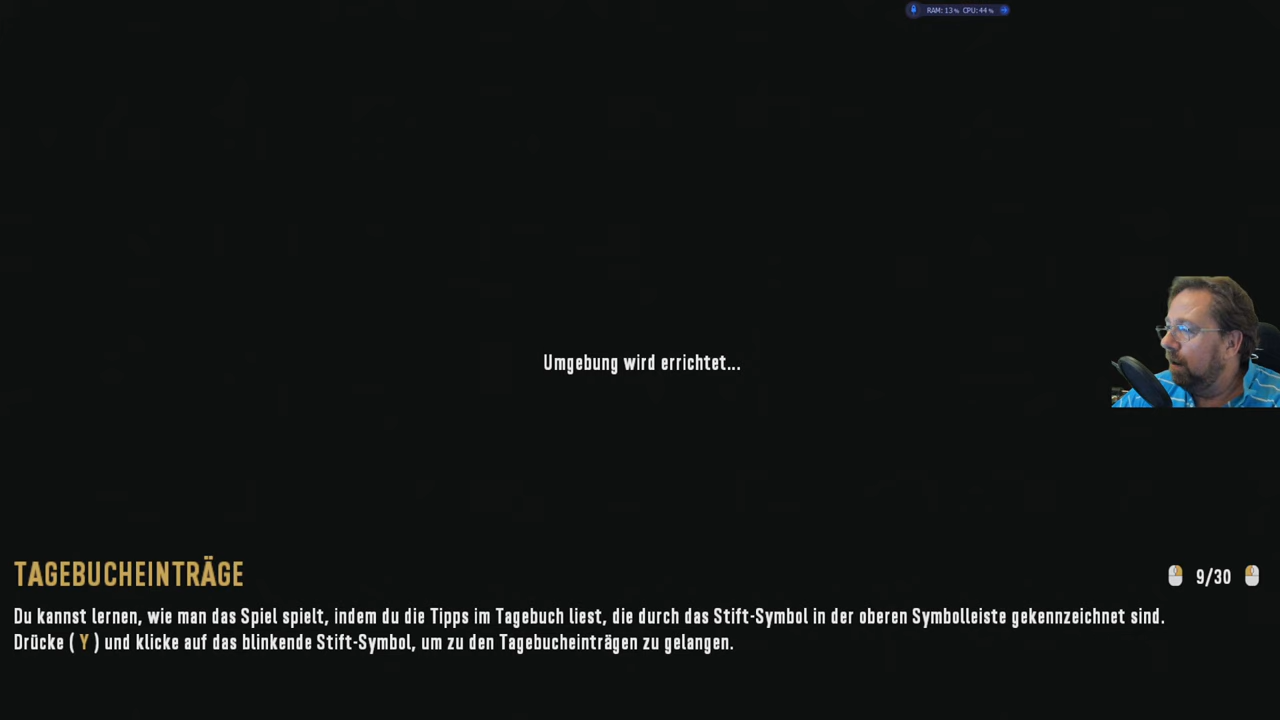 RAM: 13% CPU: 44%
Umgebung wird errichtet...
TAGEBUCHEINTRÄGE
9/30
Du kannst lernen, wie man das Spiel spielt, indem du die Tipps im Tagebuch liest, die durch das Stift-Symbol in der oberen Symbolleiste gekennzeichnet sind.
Drücke ( Y ) und klicke auf das blinkende Stift-Symbol, um zu den Tagebucheinträgen zu gelangen.